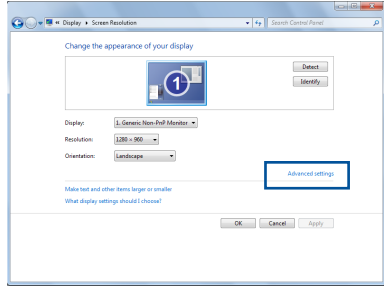 « Display ▸ Screen Resolution
Search Control Panel
Change the appearance of your display
1
Detect
Identify
Display: 1. Generic Non-PnP Monitor
Resolution: 1280 × 960
Orientation: Landscape
Advanced settings
Make text and other items larger or smaller
What display settings should I choose?
OK Cancel Apply